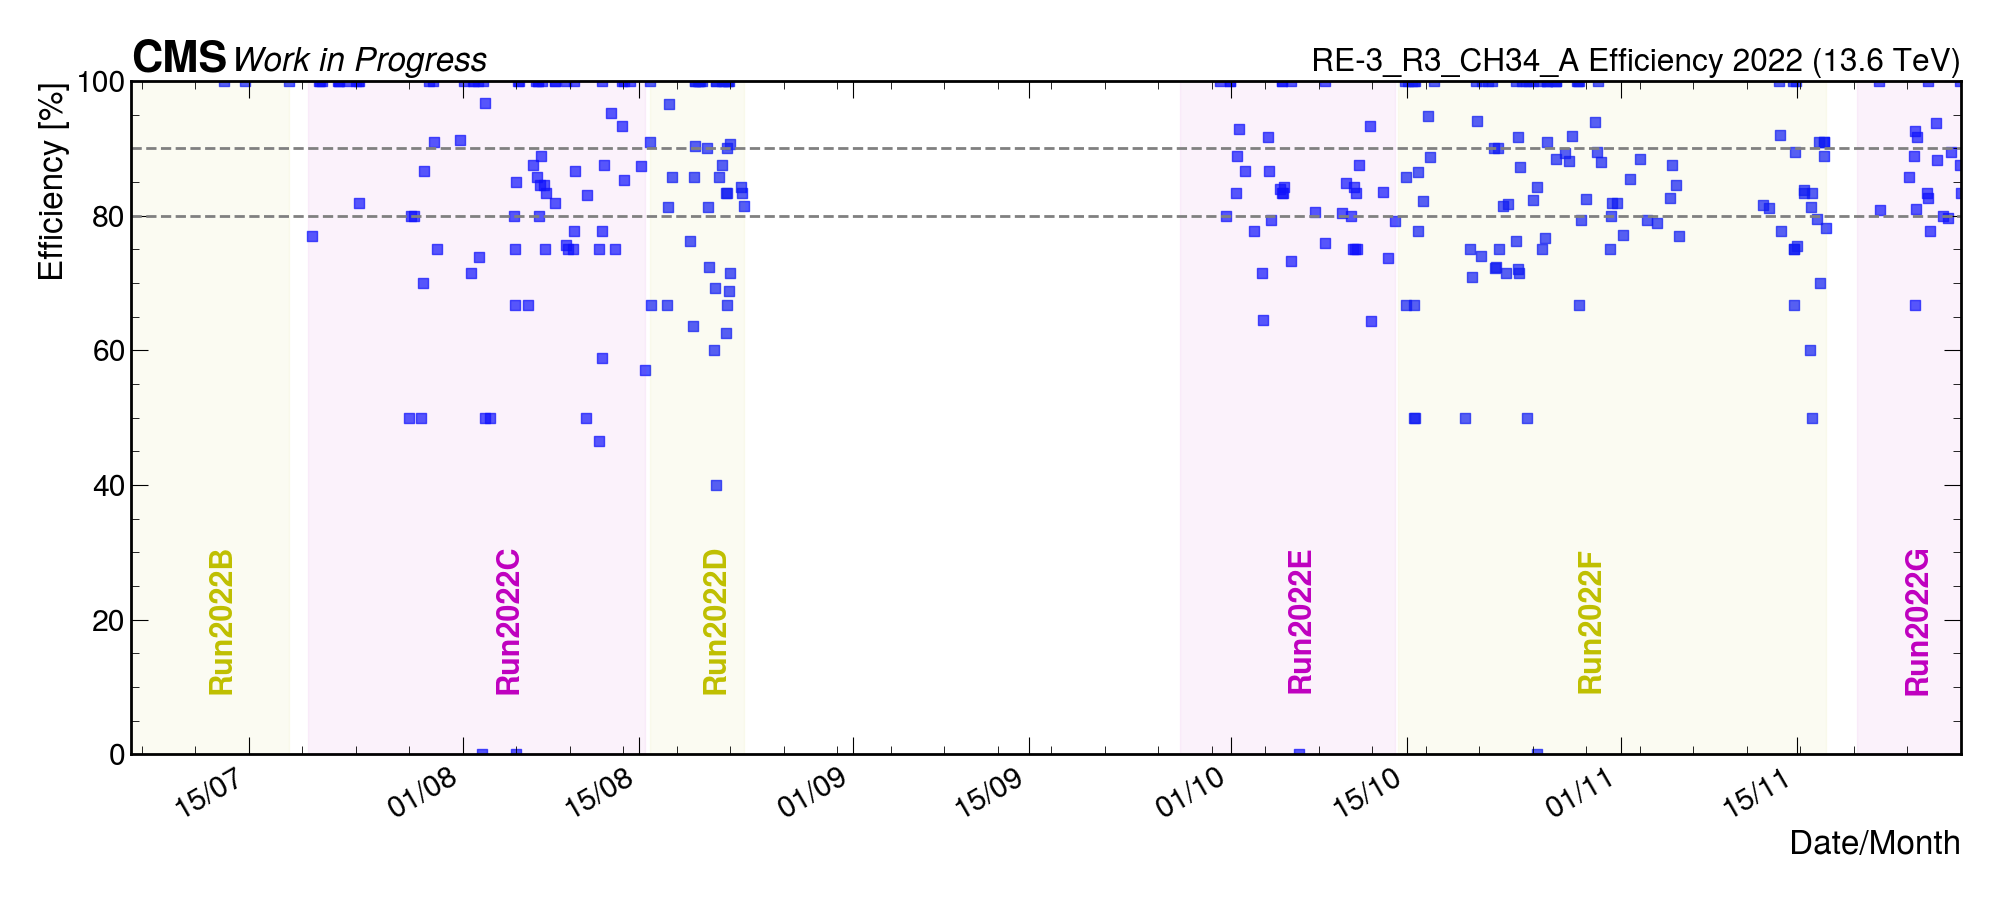 CMS Work in Progress
RE-3_R3_CH34_A Efficiency 2022 (13.6 TeV)
Efficiency [%]
100
80
60
40
20
0
Run2022B
Run2022C
Run2022D
Run2022E
Run2022F
Run2022G
15/07
01/08
15/08
01/09
15/09
01/10
15/10
01/11
15/11
Date/Month